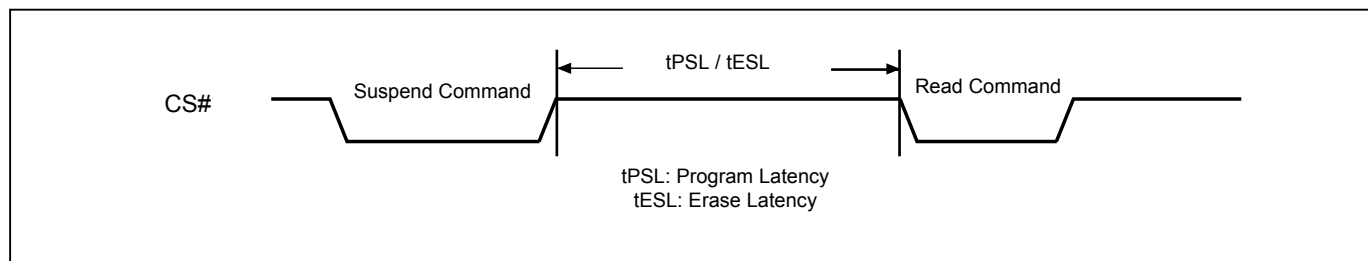 tPSL / tESL
Suspend Command
Read Command
CS#
tPSL: Program Latency
tESL: Erase Latency